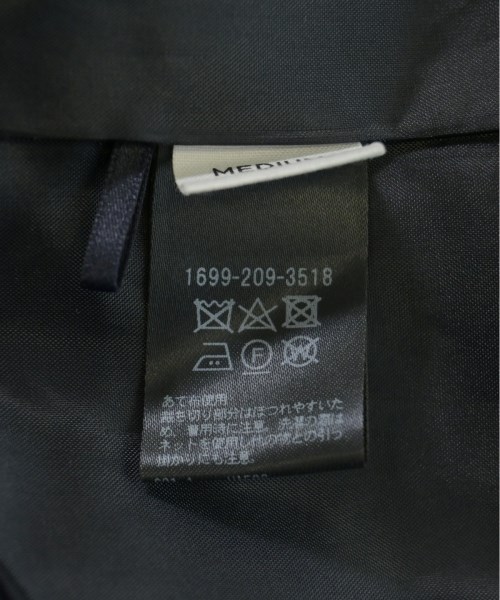 MEDIUM
1699-209-3518
あて布使用
裁ち切り部分はほつれやすいた
め、着用時に注意。洗濯の際は
ネットを使用し他の物との引っ
掛かりにも注意.